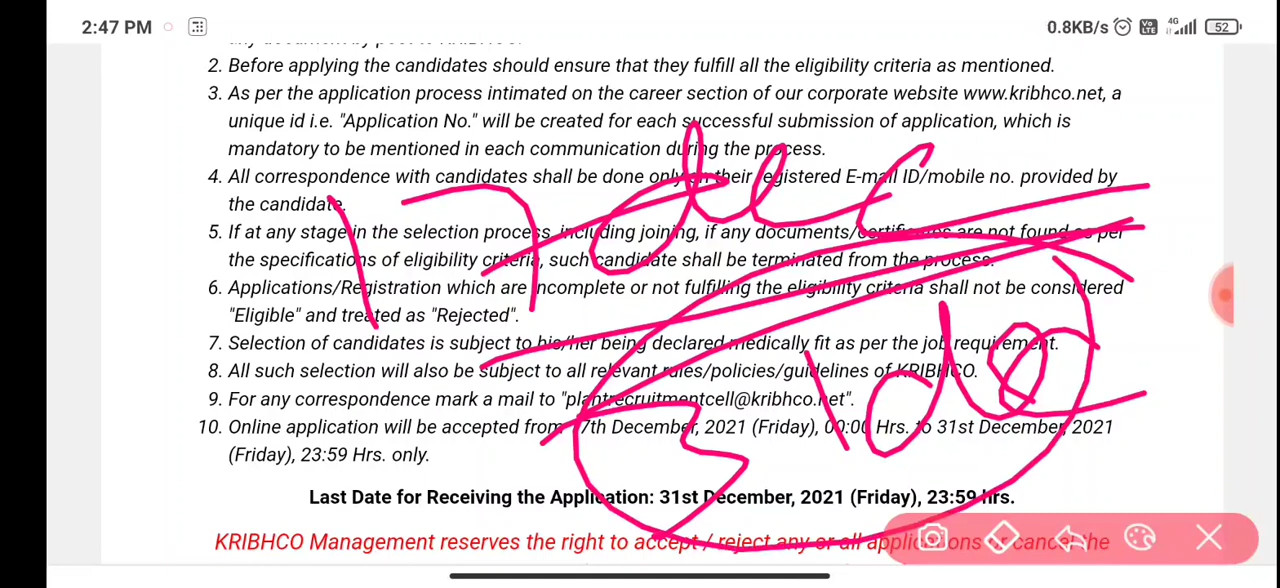 2:47 PM 0.8KB/s Vo LTE 4G 52
2. Before applying the candidates should ensure that they fulfill all the eligibility criteria as mentioned.
3. As per the application process intimated on the career section of our corporate website www.kribhco.net, a
unique id i.e. "Application No." will be created for each successful submission of application, which is
mandatory to be mentioned in each communication during the process.
4. All correspondence with candidates shall be done only on their registered E-mail ID/mobile no. provided by
the candidate.
5. If at any stage in the selection process, including joining, if any documents/certificates are not found as per
the specifications of eligibility criteria, such candidate shall be terminated from the process.
6. Applications/Registration which are incomplete or not fulfilling the eligibility criteria shall not be considered
"Eligible" and treated as "Rejected".
7. Selection of candidates is subject to his/her being declared medically fit as per the job requirement.
8. All such selection will also be subject to all relevant rules/policies/guidelines of KRIBHCO.
9. For any correspondence mark a mail to "plantrecruitmentcell@kribhco.net".
10. Online application will be accepted from 17th December, 2021 (Friday), 00:00 Hrs. to 31st December, 2021
(Friday), 23:59 Hrs. only.
Last Date for Receiving the Application: 31st December, 2021 (Friday), 23:59 hrs.
KRIBHCO Management reserves the right to accept / reject any or all applications or cancel the
17 dec
31 de